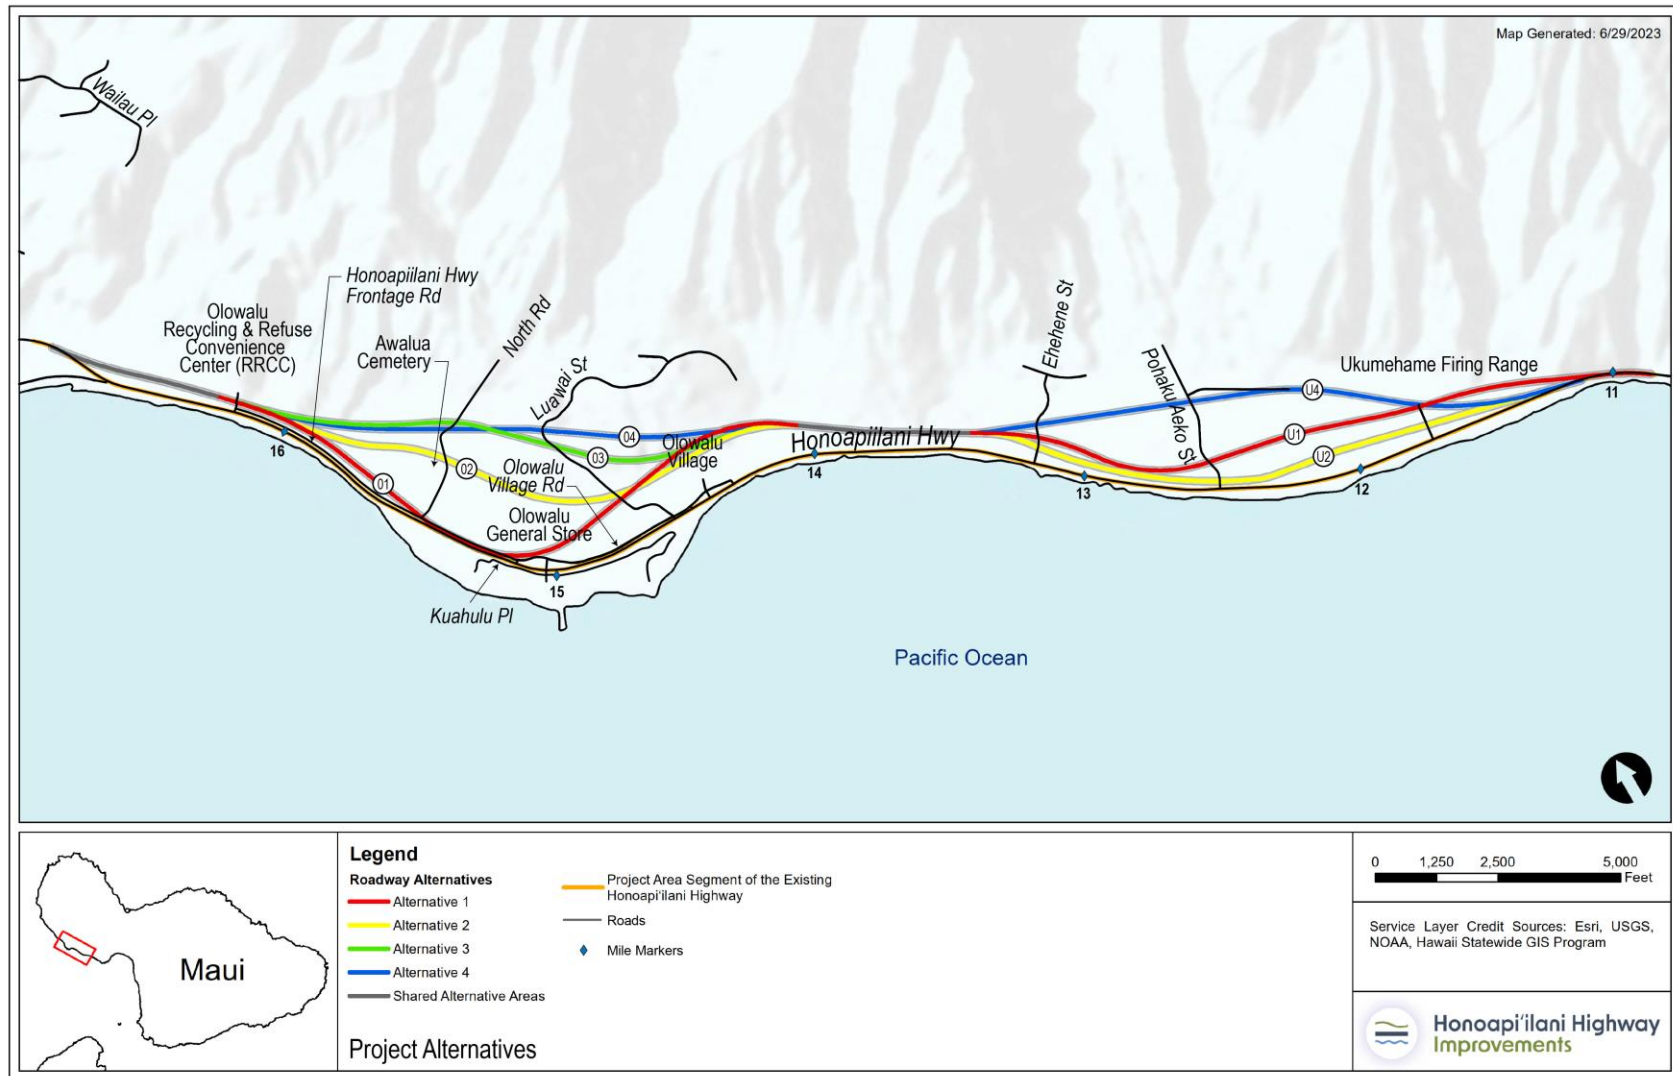 Map Generated: 6/29/2023
Wailau Pl
Honoapiilani Hwy
Frontage Rd
Olowalu
Recycling & Refuse
Convenience
Center (RRCC)
Awalua
Cemetery
North Rd
Luawai St
Ehehene St
Pohaku Aeko St
Ukumehame Firing Range
11
U4
04
Olowalu
Village
Honoapiilani Hwy
U1
16
03
02
Olowalu
Village Rd
U2
14
01
13
12
Olowalu
General Store
15
Kuahulu Pl
Pacific Ocean
Maui
Legend
Roadway Alternatives
Alternative 1
Alternative 2
Alternative 3
Alternative 4
Shared Alternative Areas
Project Area Segment of the Existing
Honoapiʻilani Highway
Roads
Mile Markers
Project Alternatives
0 1,250 2,500 5,000
Feet
Service Layer Credit Sources: Esri, USGS,
NOAA, Hawaii Statewide GIS Program
Honoapiʻilani Highway
Improvements